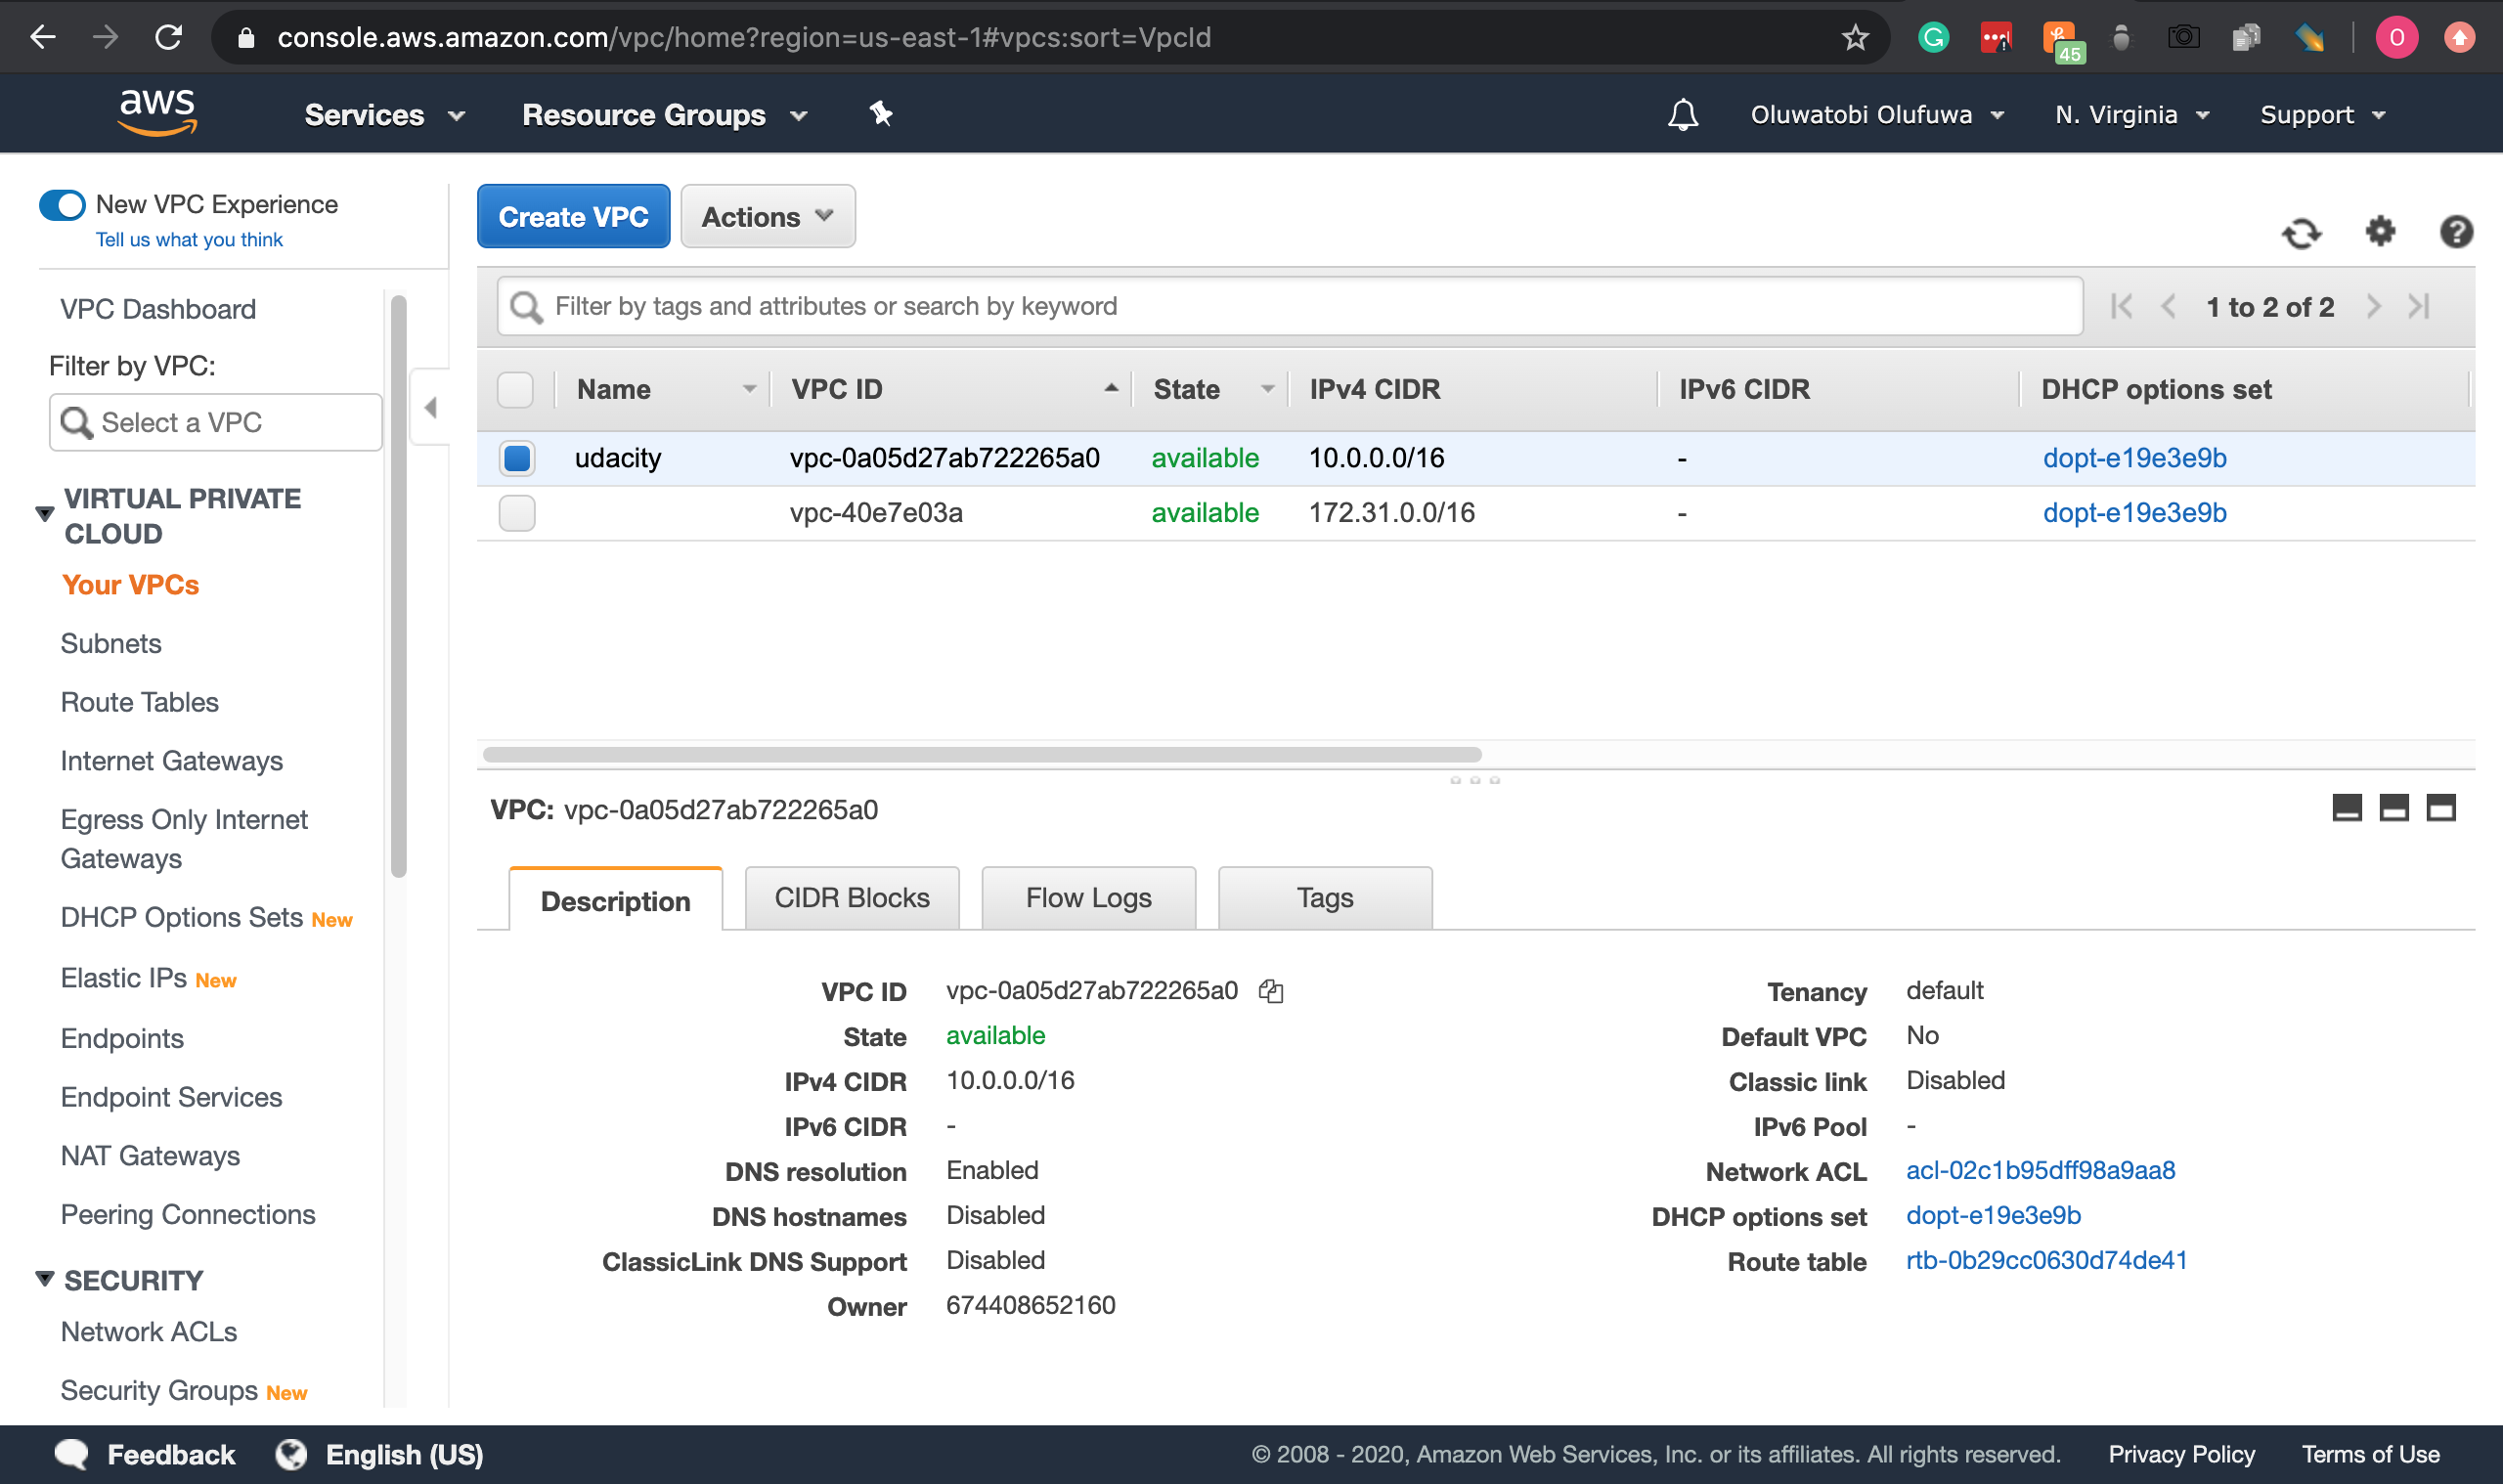 console.aws.amazon.com/vpc/home?region=us-east-1#vpcs:sort=VpcId
45
O
aws Services Resource Groups Oluwatobi Olufuwa N. Virginia Support
New VPC Experience
Tell us what you think
VPC Dashboard
Filter by VPC:
Select a VPC
VIRTUAL PRIVATE
CLOUD
Your VPCs
Subnets
Route Tables
Internet Gateways
Egress Only Internet
Gateways
DHCP Options Sets New
Elastic IPs New
Endpoints
Endpoint Services
NAT Gateways
Peering Connections
SECURITY
Network ACLs
Security Groups New
Create VPC Actions
Filter by tags and attributes or search by keyword 1 to 2 of 2
Name VPC ID State IPv4 CIDR IPv6 CIDR DHCP options set
udacity vpc-0a05d27ab722265a0 available 10.0.0.0/16 - dopt-e19e3e9b
vpc-40e7e03a available 172.31.0.0/16 - dopt-e19e3e9b
VPC: vpc-0a05d27ab722265a0
Description CIDR Blocks Flow Logs Tags
VPC ID vpc-0a05d27ab722265a0
State available
IPv4 CIDR 10.0.0.0/16
IPv6 CIDR -
DNS resolution Enabled
DNS hostnames Disabled
ClassicLink DNS Support Disabled
Owner 674408652160
Tenancy default
Default VPC No
Classic link Disabled
IPv6 Pool -
Network ACL acl-02c1b95dff98a9aa8
DHCP options set dopt-e19e3e9b
Route table rtb-0b29cc0630d74de41
Feedback English (US) © 2008 - 2020, Amazon Web Services, Inc. or its affiliates. All rights reserved. Privacy Policy Terms of Use